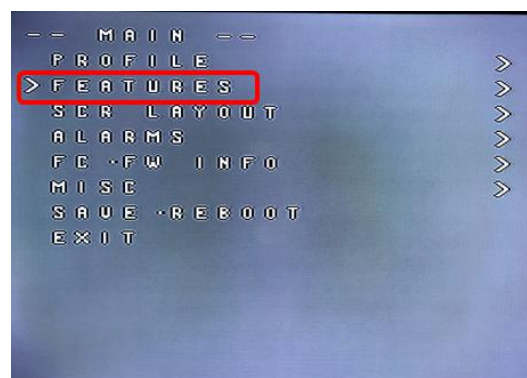 -- MAIN --
PROFILE >
> FEATURES >
SCR LAYOUT >
ALARMS >
FC-FW INFO >
MISC >
SAVE-REBOOT
EXIT